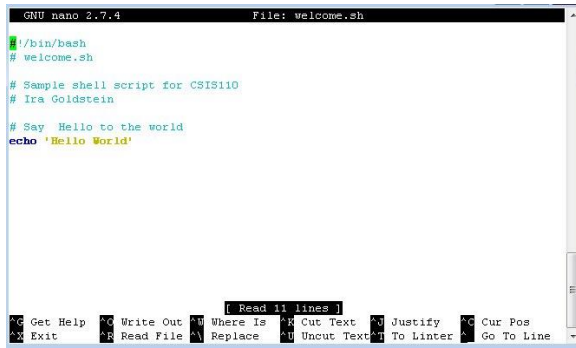 GNU nano 2.7.4 File: welcome.sh
#!/bin/bash
# welcome.sh
# Sample shell script for CSIS110
# Ira Goldstein
# Say  Hello to the world
echo 'Hello World'
[ Read 11 lines ]
^G Get Help ^O Write Out ^W Where Is ^K Cut Text ^J Justify ^C Cur Pos
^X Exit ^R Read File ^\ Replace ^U Uncut Text ^T To Linter ^_ Go To Line